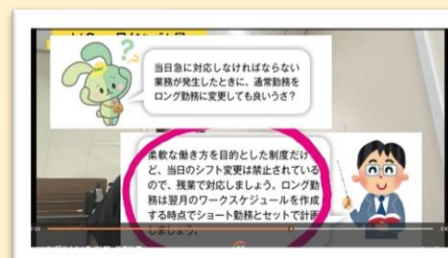 当日急に対応しなければならない
業務が発生したときに、通常勤務を
ロング勤務に変更しても良いうさ？
柔軟な働き方を目的とした制度だけ
ど、当日のシフト変更は禁止されている
ので、残業で対応しましょう。ロング勤
務は翌月のワークスケジュールを作成
する時点でショート勤務とセットで計画
しましょう。